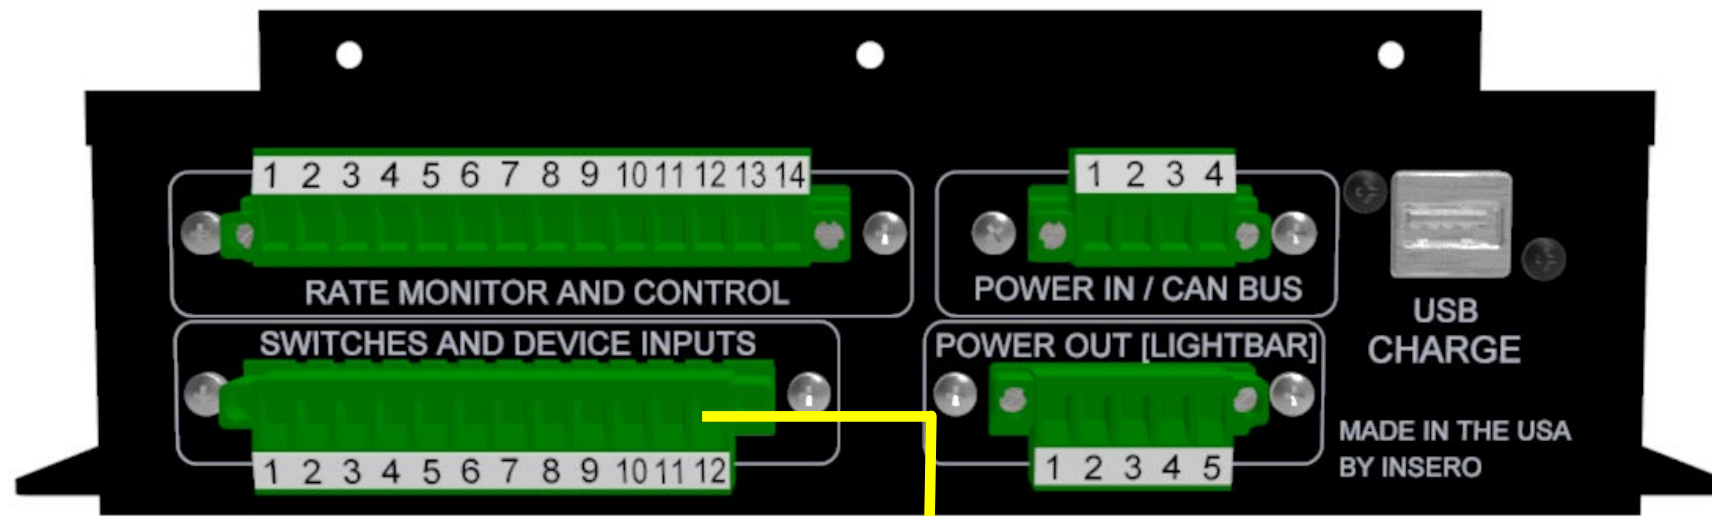 1 2 3 4 5 6 7 8 9 10 11 12 13 14
RATE MONITOR AND CONTROL
1 2 3 4
POWER IN / CAN BUS
USB
CHARGE
SWITCHES AND DEVICE INPUTS
1 2 3 4 5 6 7 8 9 10 11 12
POWER OUT [LIGHTBAR]
1 2 3 4 5
MADE IN THE USA
BY INSERO